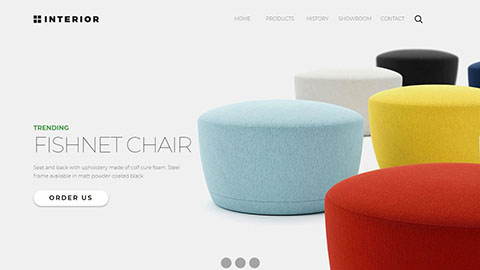 INTERIOR
HOME PRODUCTS HISTORY SHOWROOM CONTACT
TRENDING
FISHNET CHAIR
Seat and back with upholstery made of colf cure foam. Steel
frame available in matt powder-coated black.
ORDER US